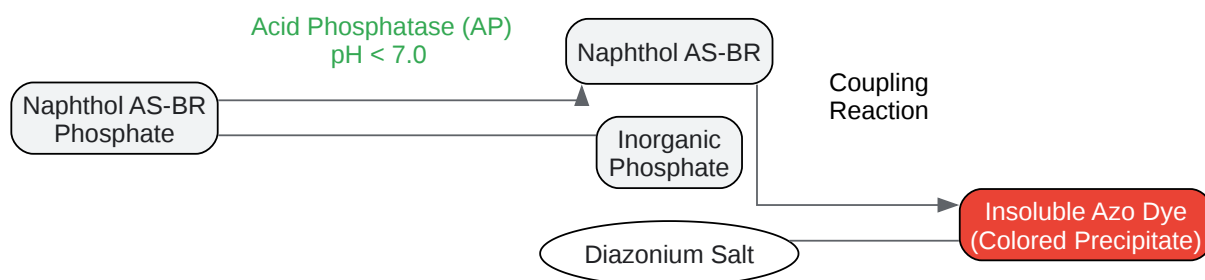 Acid Phosphatase (AP)
pH < 7.0
Naphthol AS-BR
Naphthol AS-BR
Phosphate
Coupling
Reaction
Inorganic
Phosphate
Insoluble Azo Dye
(Colored Precipitate)
Diazonium Salt